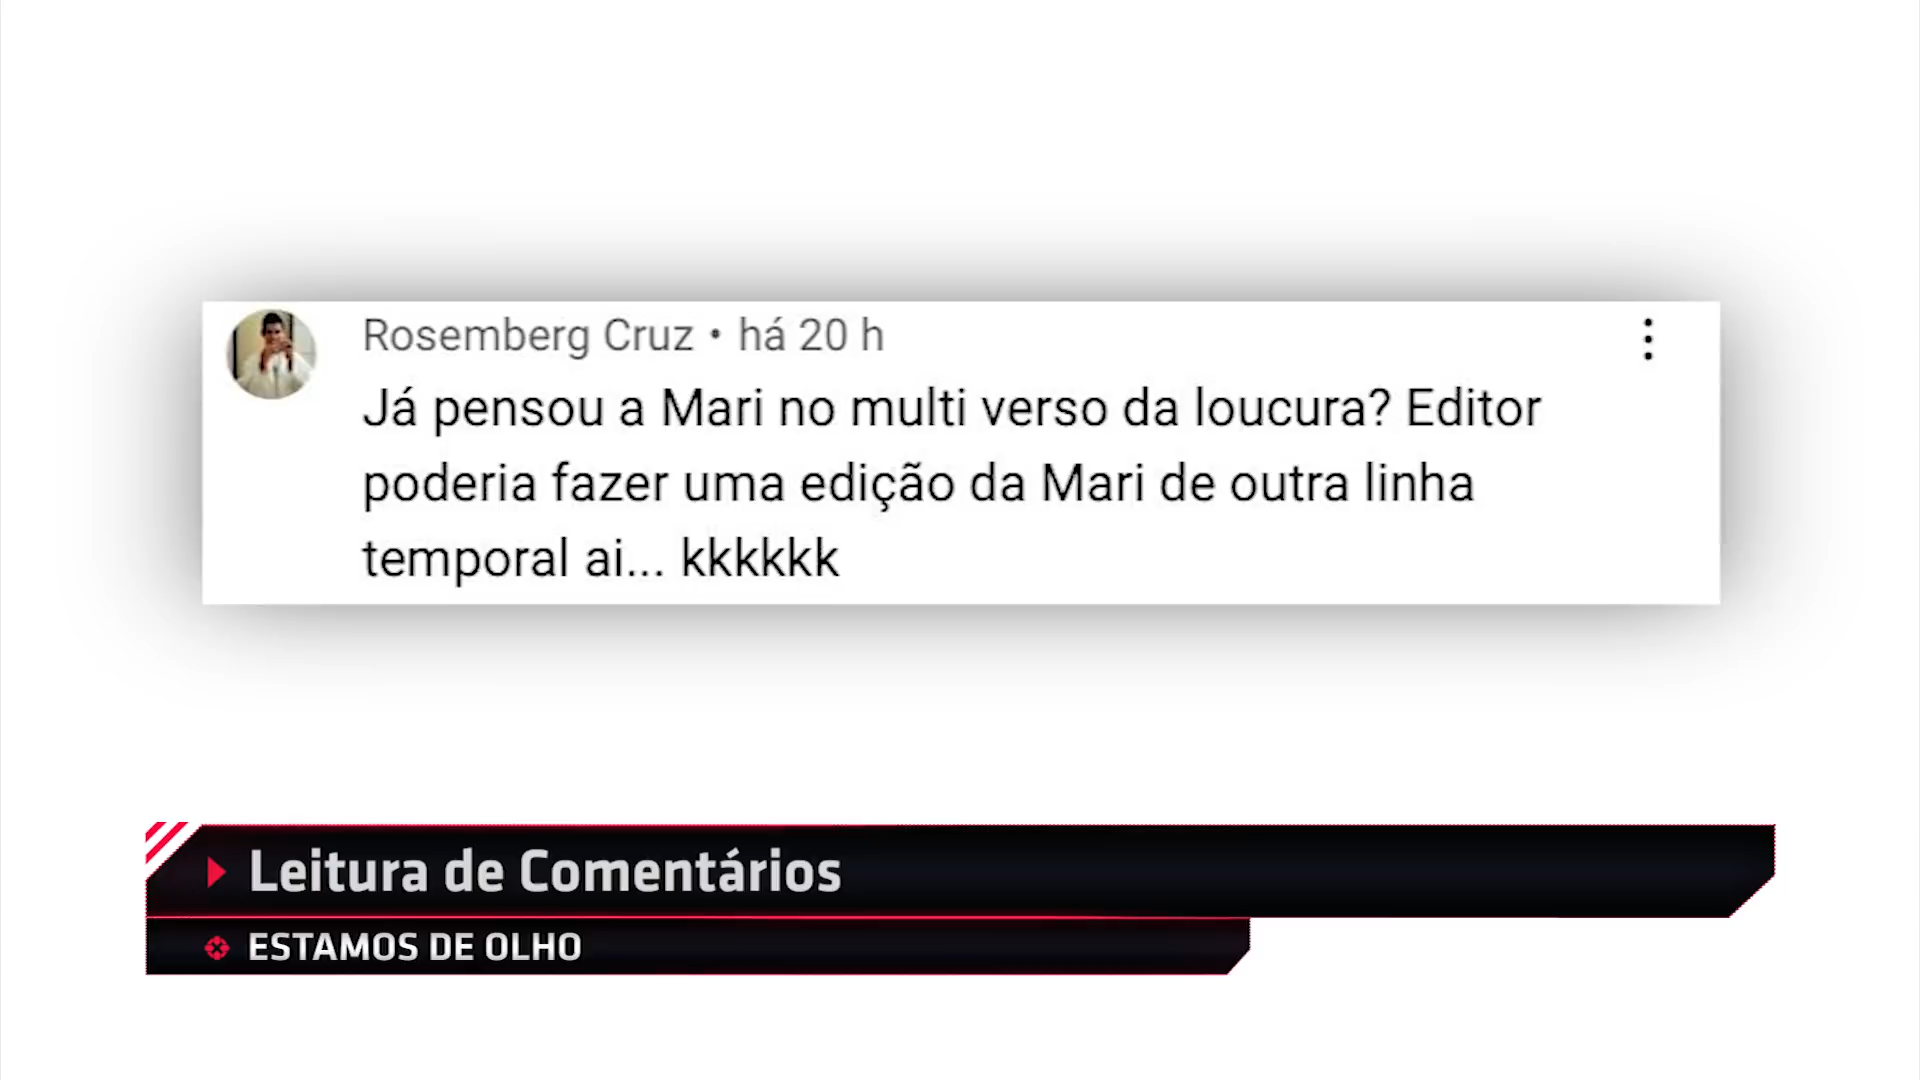 Rosemberg Cruz • há 20 h
Já pensou a Mari no multi verso da loucura? Editor
poderia fazer uma edição da Mari de outra linha
temporal ai... kkkkkk
Leitura de Comentários
ESTAMOS DE OLHO